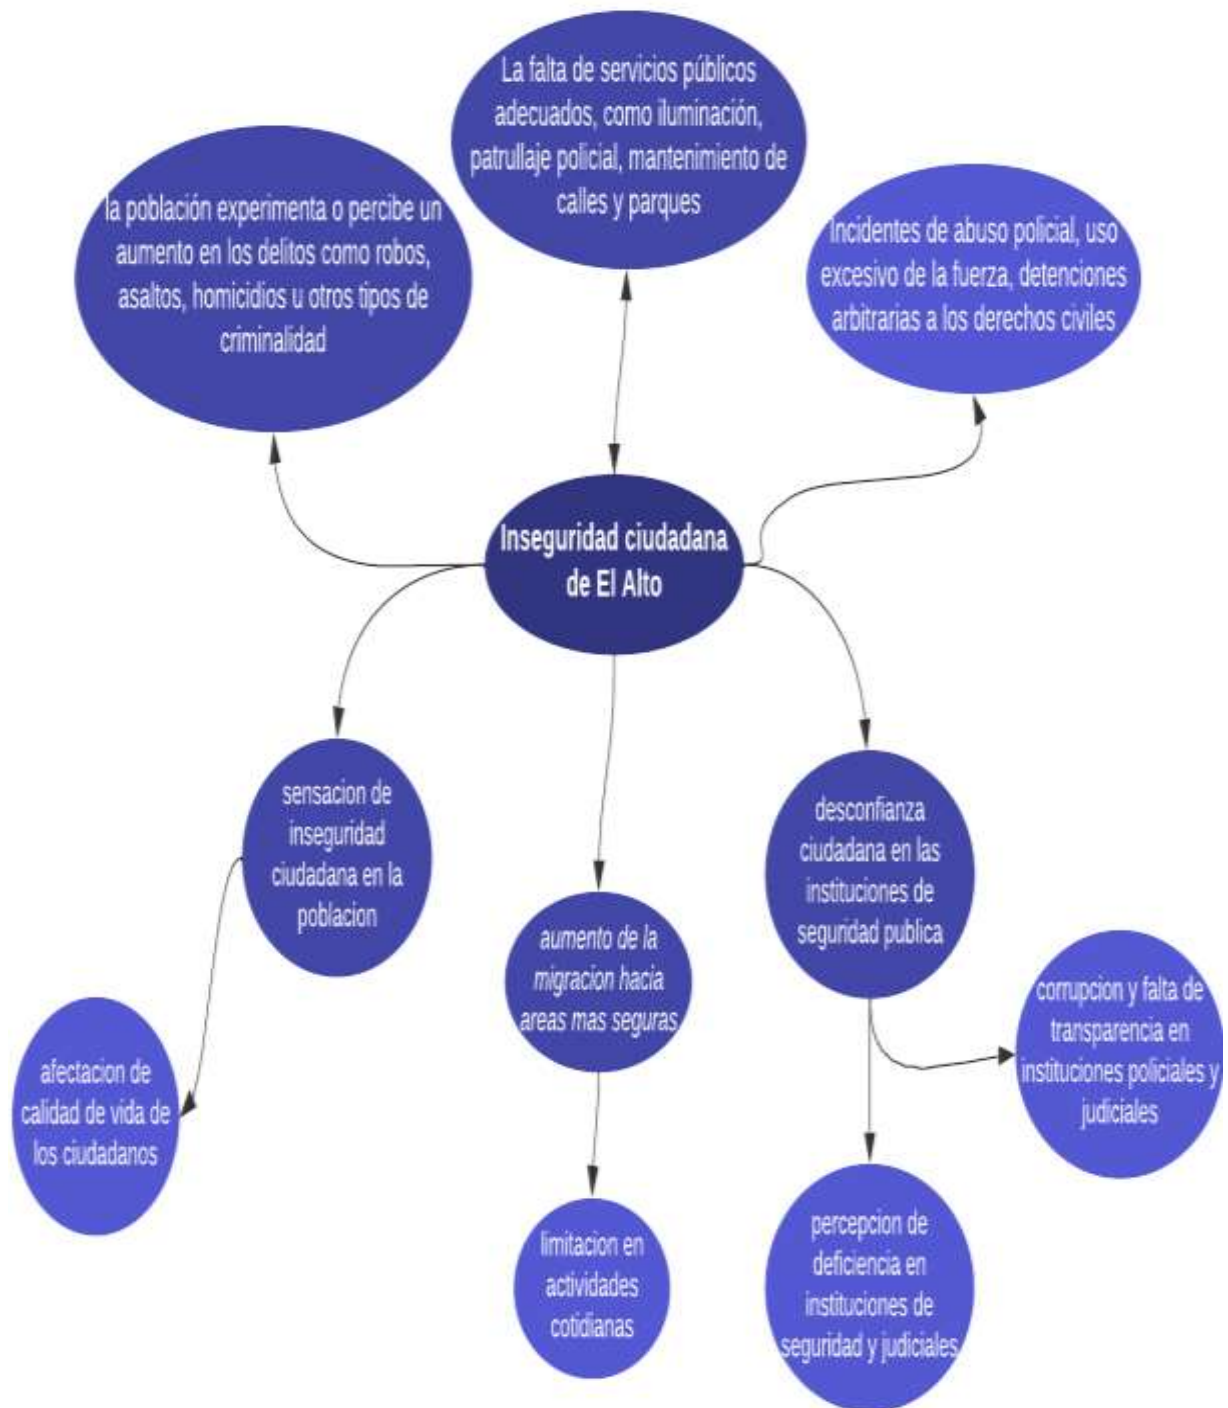 La falta de servicios públicos
adecuados, como iluminación,
patrullaje policial, mantenimiento de
calles y parques
la población experimenta o percibe un
aumento en los delitos como robos,
asaltos, homicidios u otros tipos de
criminalidad
Incidentes de abuso policial, uso
excesivo de la fuerza, detenciones
arbitrarias a los derechos civiles
Inseguridad ciudadana
de El Alto
sensacion de
inseguridad
ciudadana en la
poblacion
desconfianza
ciudadana en las
instituciones de
seguridad publica
aumento de la
migracion hacia
areas mas seguras
corrupcion y falta de
transparencia en
instituciones policiales y
judiciales
afectacion de
calidad de vida de
los ciudadanos
limitacion en
actividades
cotidianas
percepcion de
deficiencia en
instituciones de
seguridad y judiciales